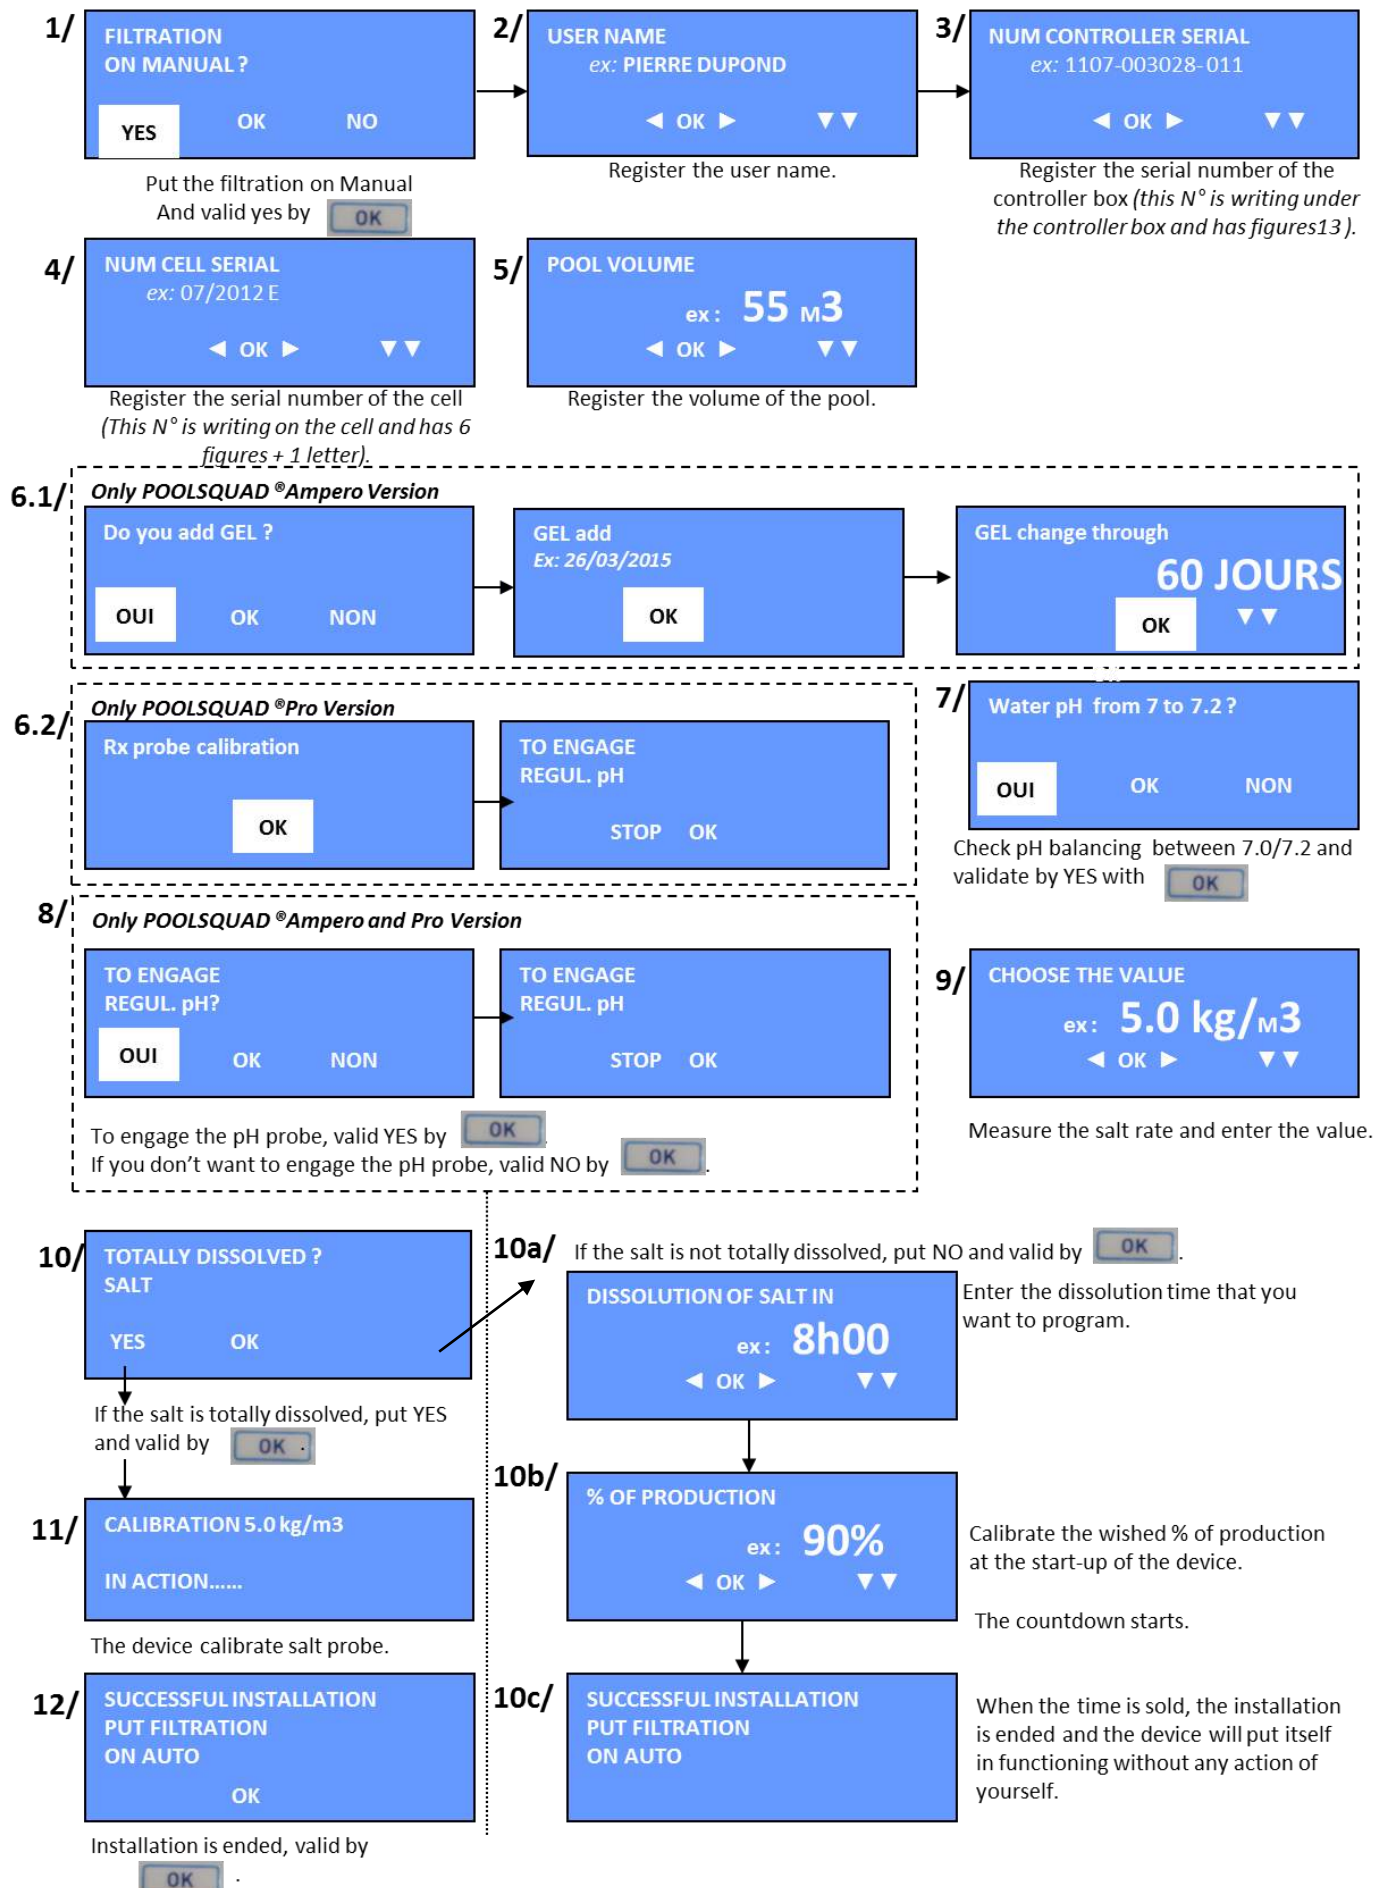 1/
FILTRATION
ON MANUAL ?
YES OK NO
Put the filtration on Manual
And valid yes by OK
2/
USER NAME
ex: PIERRE DUPOND
◄ OK ► ▼▼
Register the user name.
3/
NUM CONTROLLER SERIAL
ex: 1107-003028-011
◄ OK ► ▼▼
Register the serial number of the
controller box (this N° is writing under
the controller box and has figures13 ).
4/
NUM CELL SERIAL
ex: 07/2012 E
◄ OK ► ▼▼
Register the serial number of the cell
(This N° is writing on the cell and has 6
figures + 1 letter).
5/
POOL VOLUME
ex : 55 M3
◄ OK ► ▼▼
Register the volume of the pool.
6.1/
Only POOLSQUAD ®Ampero Version
Do you add GEL ?
OUI OK NON
GEL add
Ex: 26/03/2015
OK
GEL change through
60 JOURS
OK ▼▼
6.2/
Only POOLSQUAD ®Pro Version
Rx probe calibration
OK
TO ENGAGE
REGUL. pH
STOP OK
7/
Water pH from 7 to 7.2 ?
OUI OK NON
Check pH balancing between 7.0/7.2 and
validate by YES with OK
8/
Only POOLSQUAD ®Ampero and Pro Version
TO ENGAGE
REGUL. pH?
OUI OK NON
TO ENGAGE
REGUL. pH
STOP OK
To engage the pH probe, valid YES by OK.
If you don't want to engage the pH probe, valid NO by OK.
9/
CHOOSE THE VALUE
ex : 5.0 kg/M3
◄ OK ► ▼▼
Measure the salt rate and enter the value.
10/
TOTALLY DISSOLVED ?
SALT
YES OK
If the salt is totally dissolved, put YES
and valid by OK .
10a/
If the salt is not totally dissolved, put NO and valid by OK.
DISSOLUTION OF SALT IN
ex : 8h00
◄ OK ► ▼▼
Enter the dissolution time that you
want to program.
10b/
% OF PRODUCTION
ex : 90%
◄ OK ► ▼▼
Calibrate the wished % of production
at the start-up of the device.
The countdown starts.
11/
CALIBRATION 5.0 kg/m3
IN ACTION......
The device calibrate salt probe.
12/
SUCCESSFUL INSTALLATION
PUT FILTRATION
ON AUTO
OK
Installation is ended, valid by
OK .
10c/
SUCCESSFUL INSTALLATION
PUT FILTRATION
ON AUTO
When the time is sold, the installation
is ended and the device will put itself
in functioning without any action of
yourself.